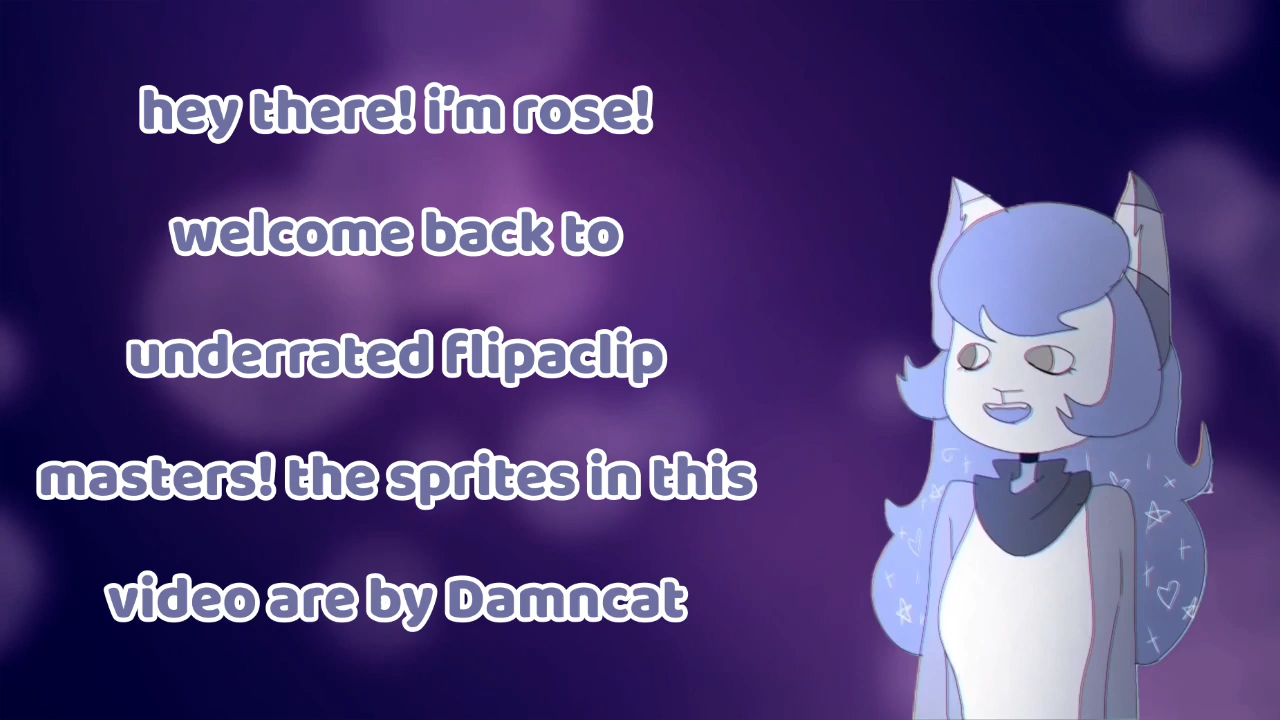 hey there! i'm rose!
welcome back to
underrated flipaclip
masters! the sprites in this
video are by Damncat